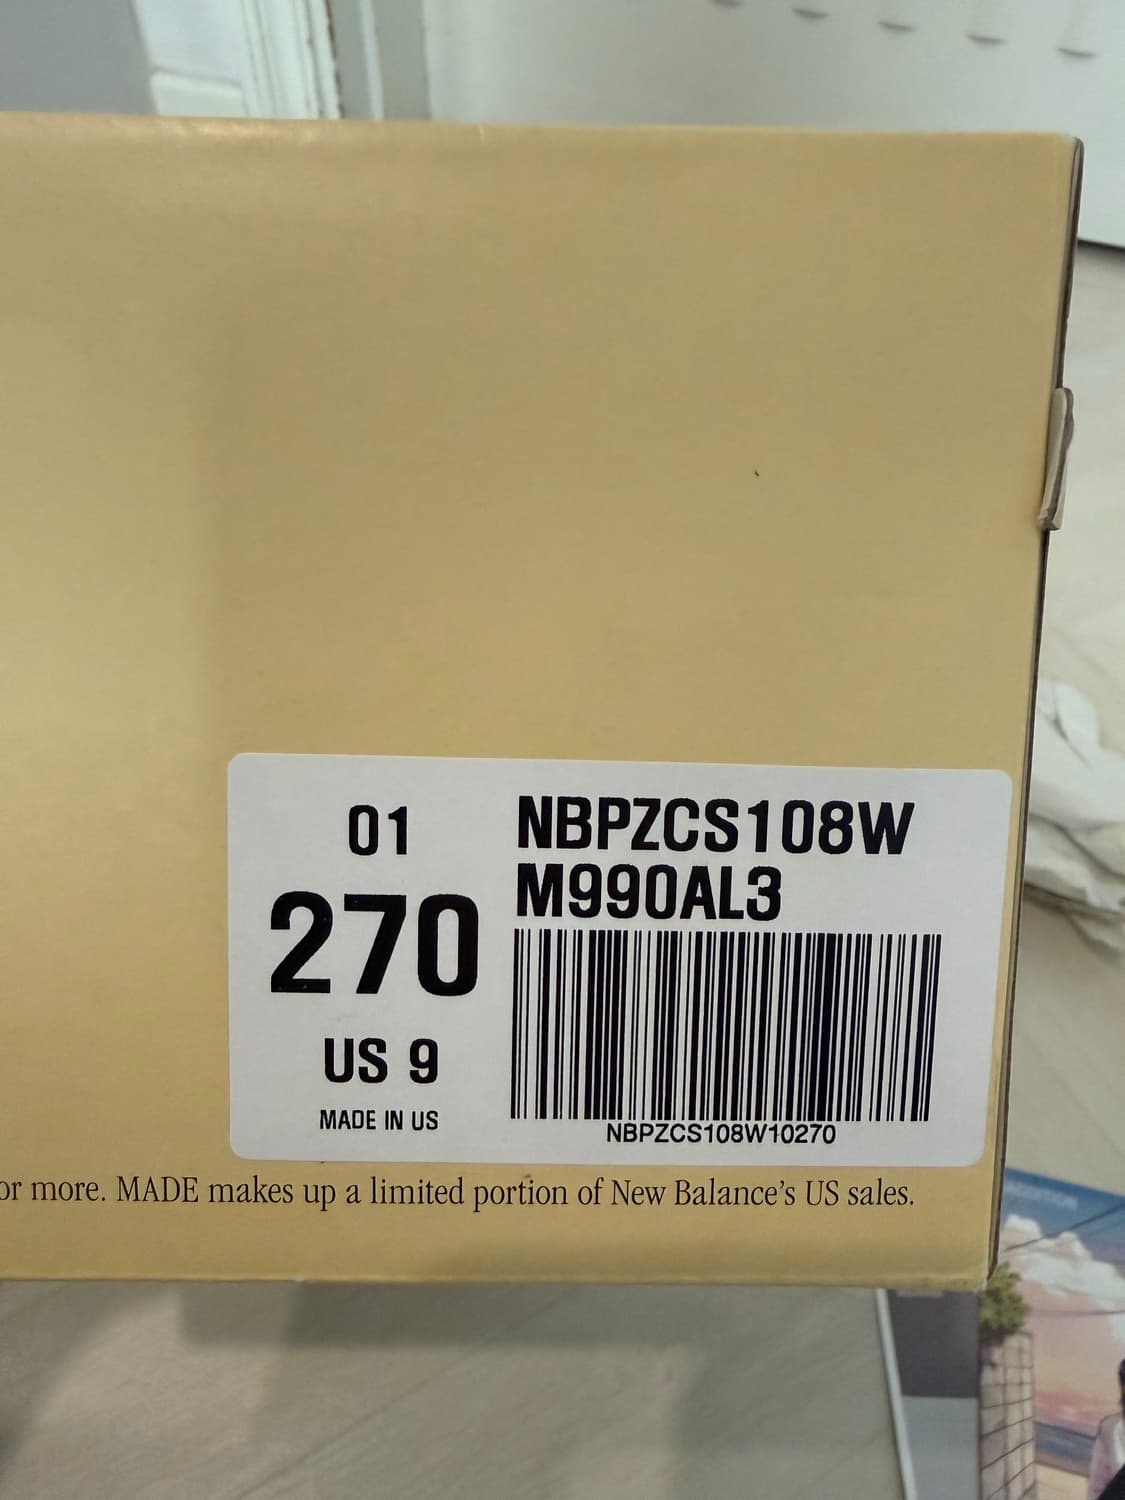 01
270
US 9
MADE IN US
NBPZCS108W
M990AL3
NBPZCS108W10270
or more. MADE makes up a limited portion of New Balance's US sales.